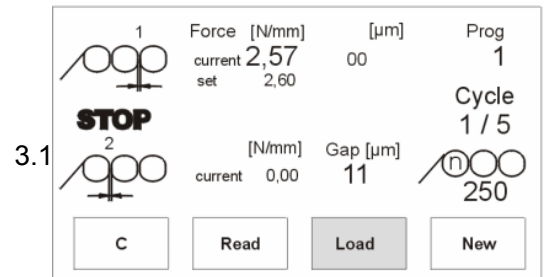 1 Force [N/mm] [µm] Prog
current 2,57 00 1
set 2,60
Cycle
STOP 1 / 5
3.1
2 [N/mm] Gap [µm] n
current 0,00 11 250
C Read Load New